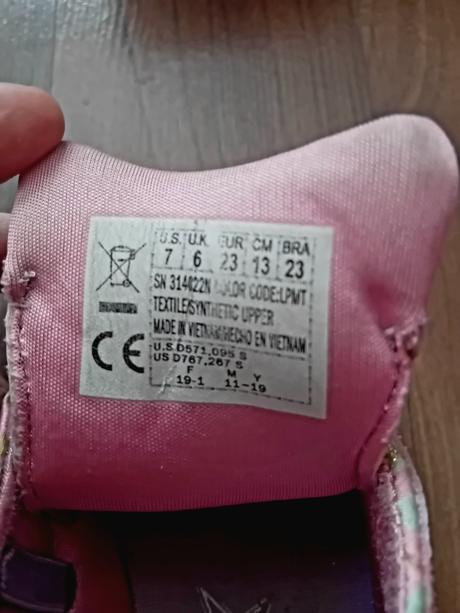 U.S. U.K. EUR CM BRA
7 6 23 13 23
SN 314022N COLOR CODE:LPMT
TEXTILE/SYNTHETIC UPPER
MADE IN VIETNAM/HECHO EN VIETNAM
U.S.D571,095 S
US D767,267 S
F M Y
19-1 11-19
CE